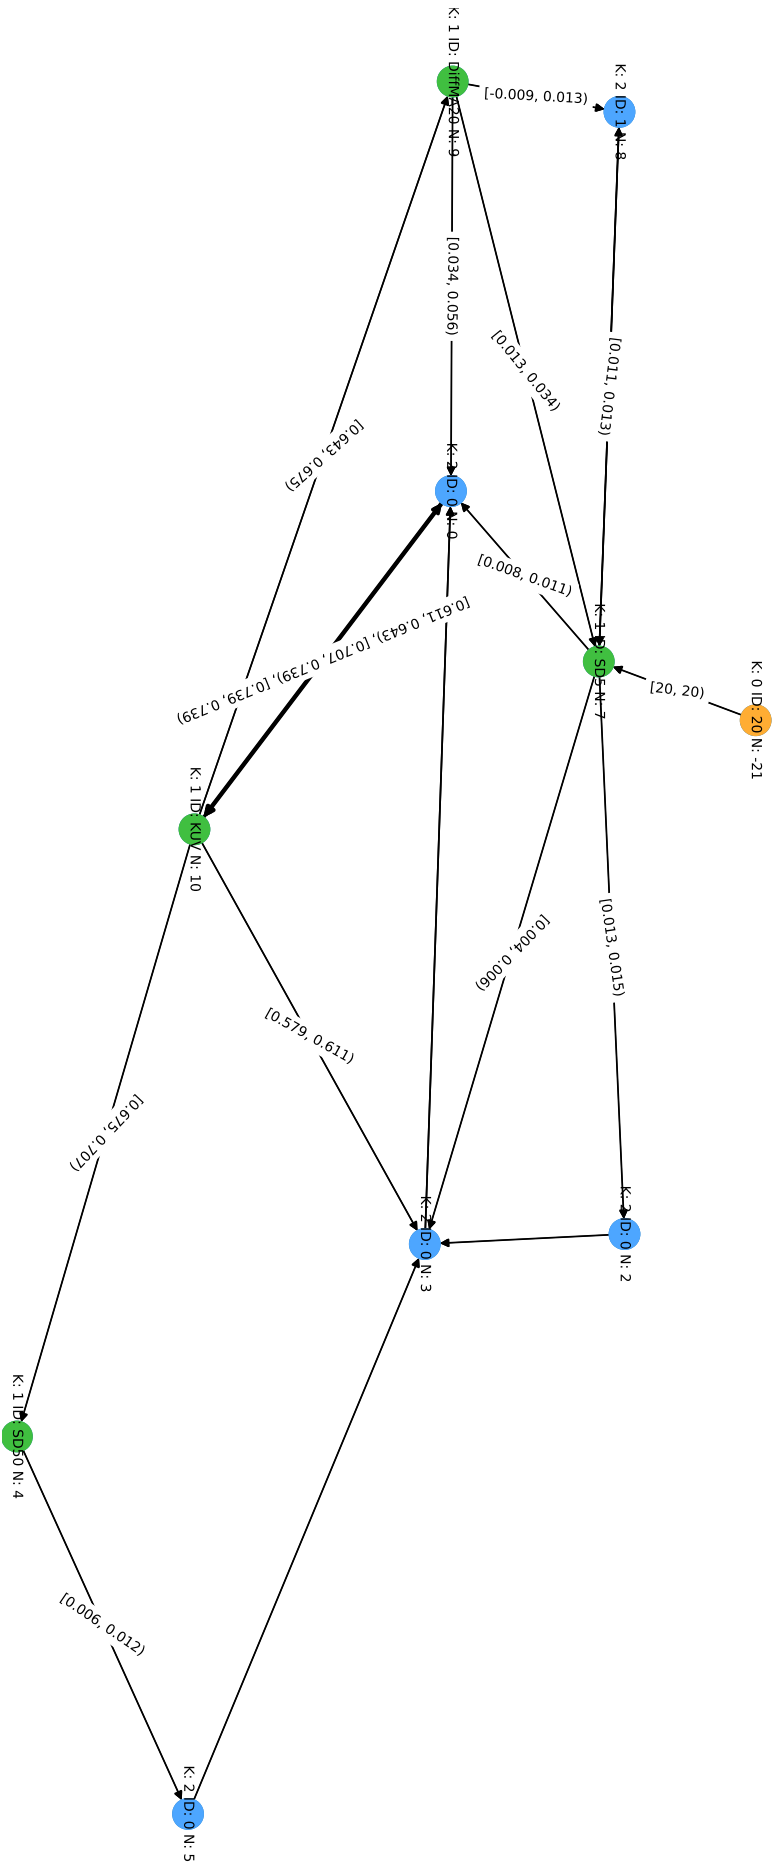 K: 1 ID: DiffMA20 N: 9
K: 2 ID: 1 N: 8
[-0.009, 0.013)
[0.034, 0.056)
[0.013, 0.034)
[0.011, 0.013)
[0.643, 0.675)
K: 2 ID: 0 N: 0
[0.008, 0.011)
K: 1 ID: SD5 N: 7
[0.611, 0.643), [0.707, 0.739), [0.739, 0.739)
[20, 20)
K: 0 ID: 20 N: -21
K: 1 ID: KUV N: 10
[0.004, 0.006)
[0.013, 0.015)
[0.579, 0.611)
[0.675, 0.707)
K: 2 ID: 0 N: 3
K: 2 ID: 0 N: 2
K: 1 ID: SD50 N: 4
[0.006, 0.012)
K: 2 ID: 0 N: 5